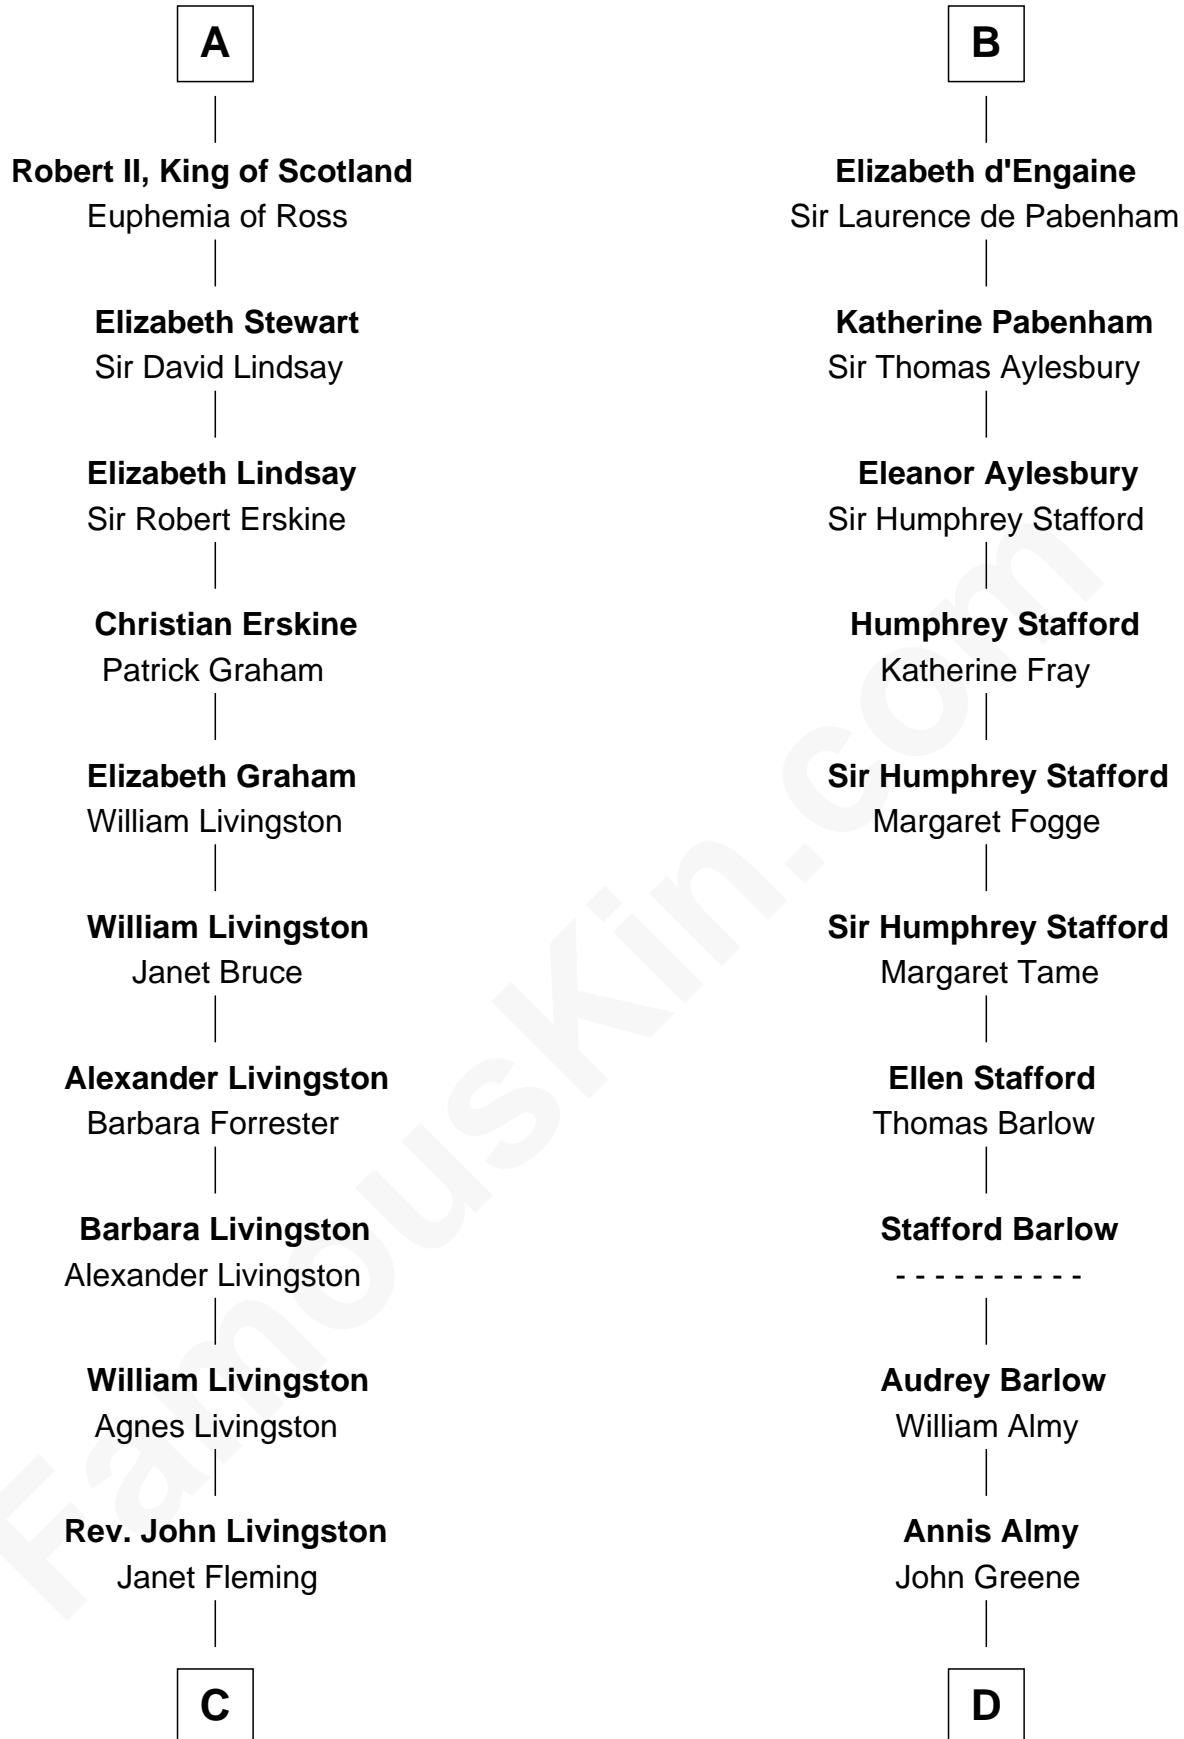 A
Robert II, King of Scotland
Euphemia of Ross
Elizabeth Stewart
Sir David Lindsay
Elizabeth Lindsay
Sir Robert Erskine
Christian Erskine
Patrick Graham
Elizabeth Graham
William Livingston
William Livingston
Janet Bruce
Alexander Livingston
Barbara Forrester
Barbara Livingston
Alexander Livingston
William Livingston
Agnes Livingston
Rev. John Livingston
Janet Fleming
C
B
Elizabeth d'Engaine
Sir Laurence de Pabenham
Katherine Pabenham
Sir Thomas Aylesbury
Eleanor Aylesbury
Sir Humphrey Stafford
Humphrey Stafford
Katherine Fray
Sir Humphrey Stafford
Margaret Fogge
Sir Humphrey Stafford
Margaret Tame
Ellen Stafford
Thomas Barlow
Stafford Barlow
- - - - - - - - - -
Audrey Barlow
William Almy
Annis Almy
John Greene
D
FamousKin.com